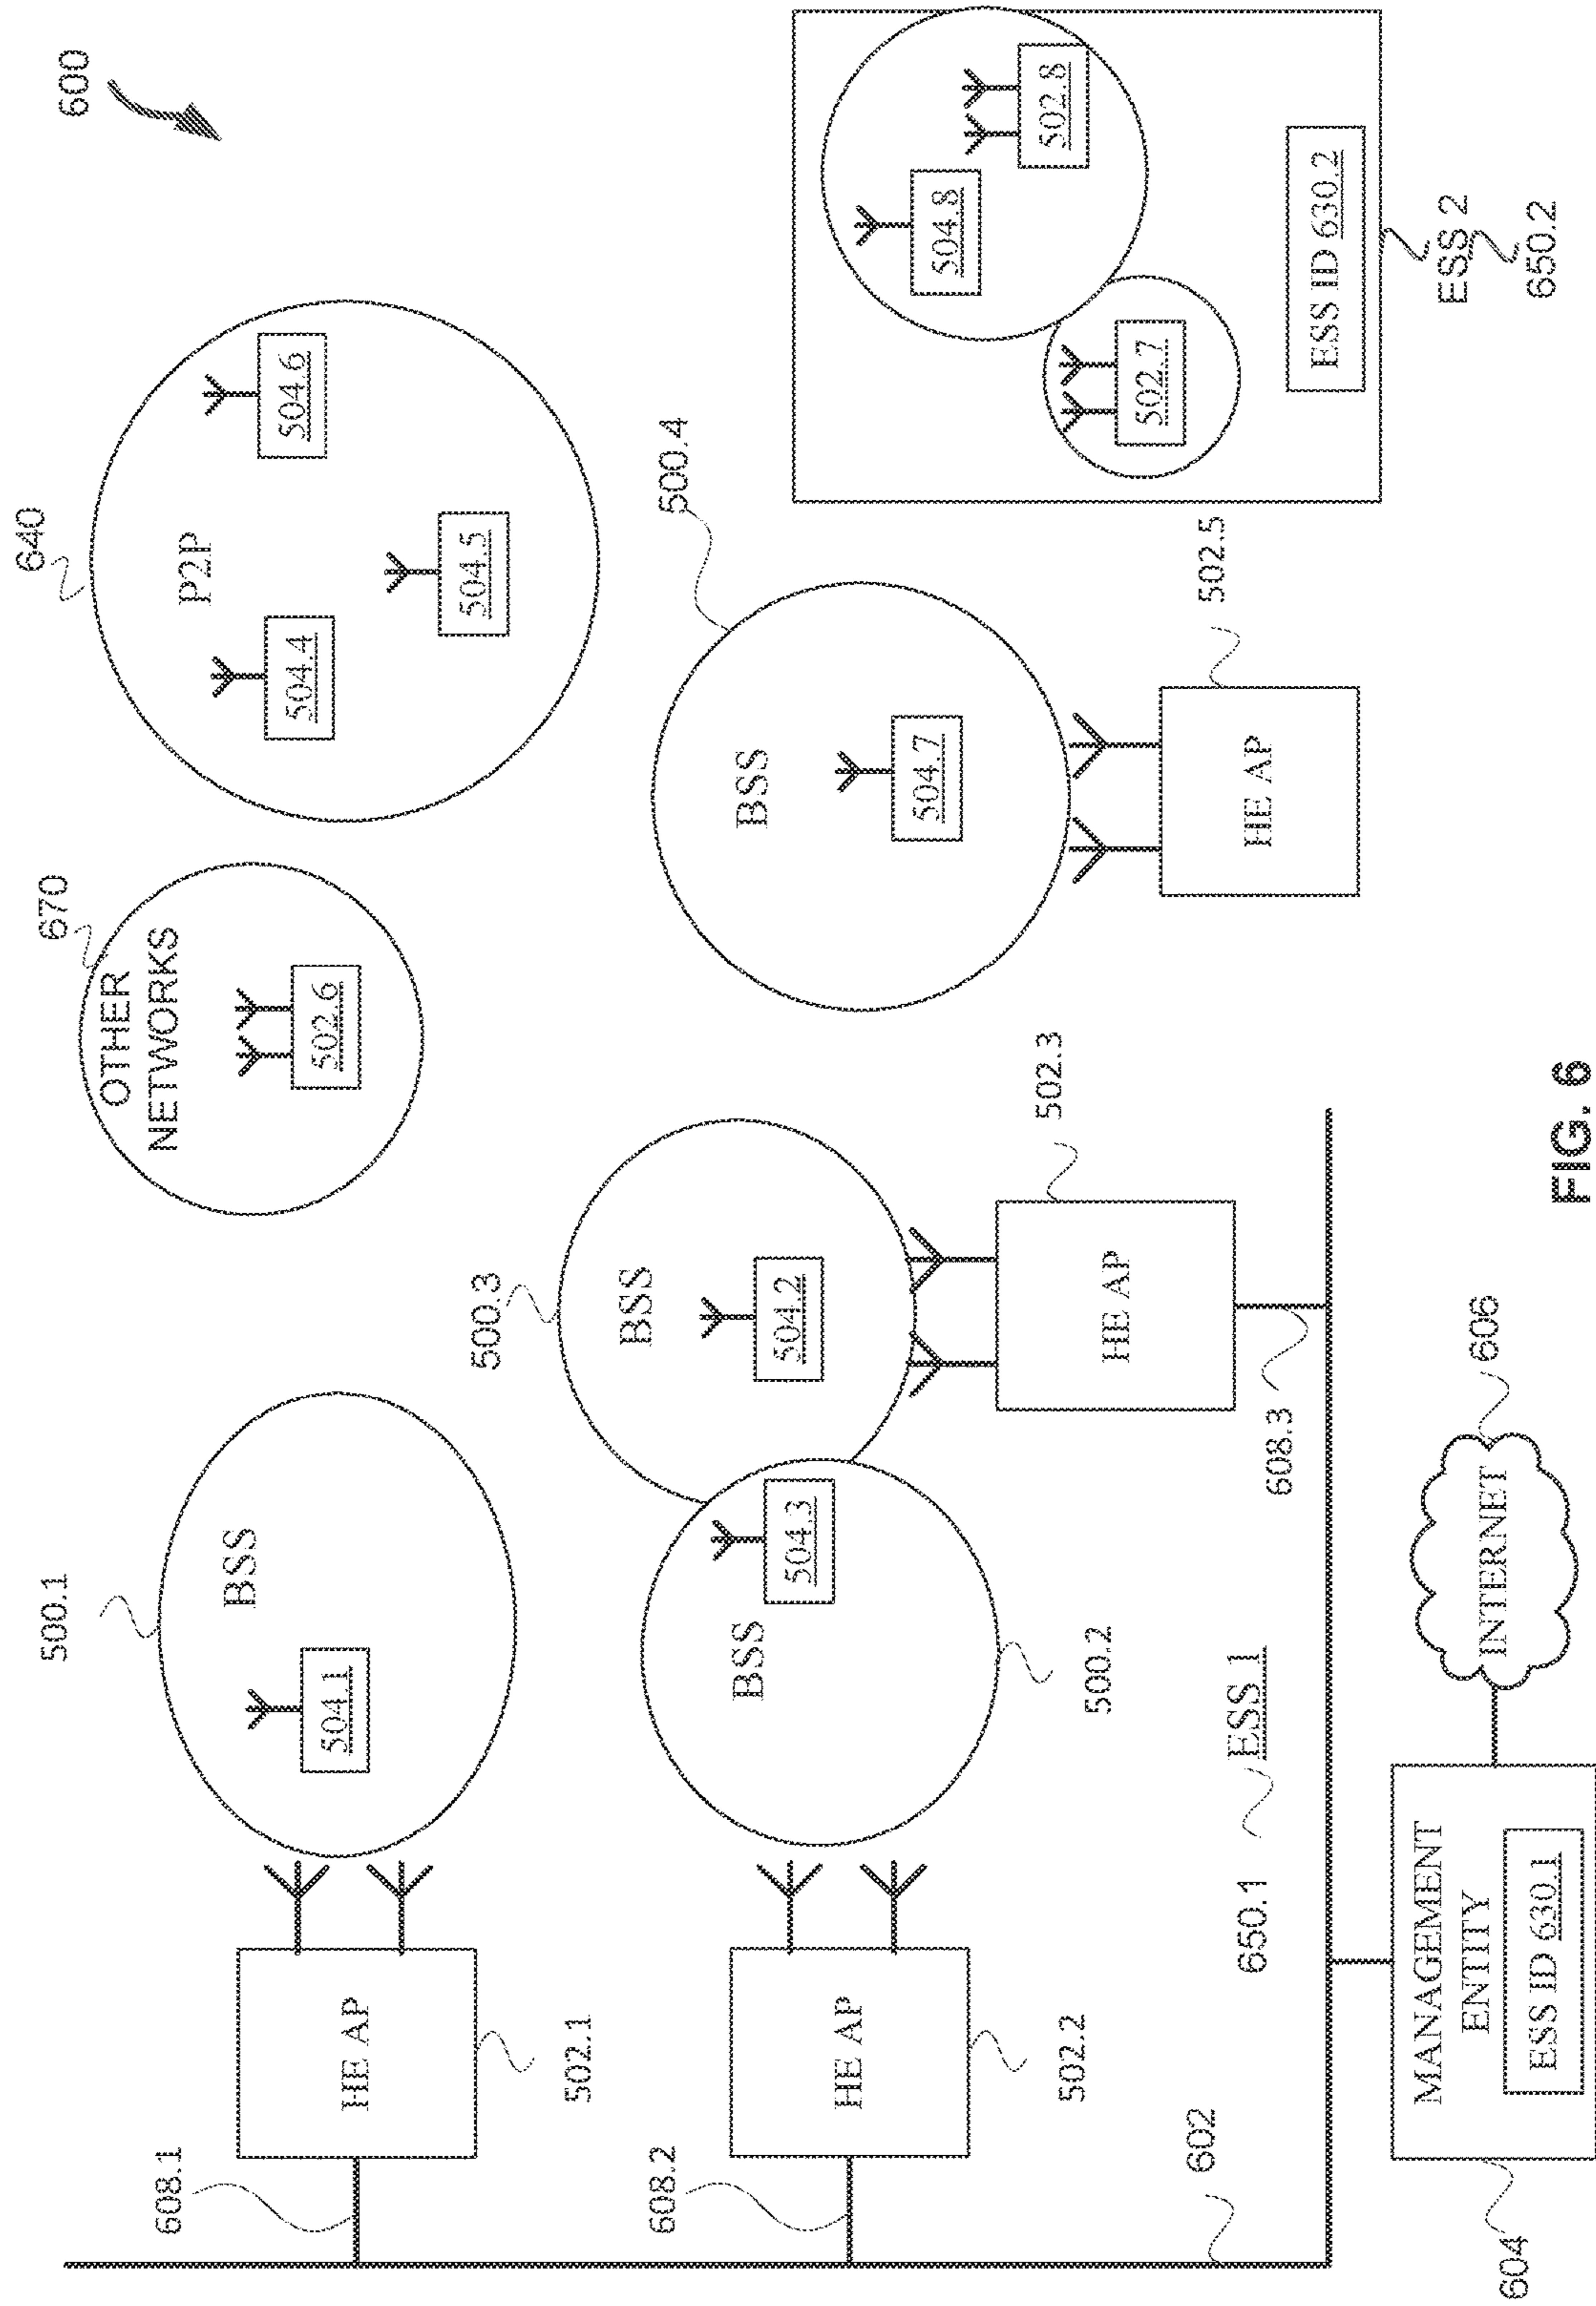 600
640
P2P
504.4
504.5
504.6
670
OTHER
NETWORKS
502.6
500.1
BSS
504.1
608.1
HE AP
502.1
500.3
BSS
504.2
500.4
BSS
504.7
504.8
502.8
502.7
ESS ID 630.2
ESS 2
650.2
608.2
HE AP
502.2
BSS
504.3
500.2
HE AP
502.3
608.3
HE AP
502.5
602
650.1
ESS 1
604
MANAGEMENT
ENTITY
ESS ID 630.1
INTERNET
606
FIG. 6